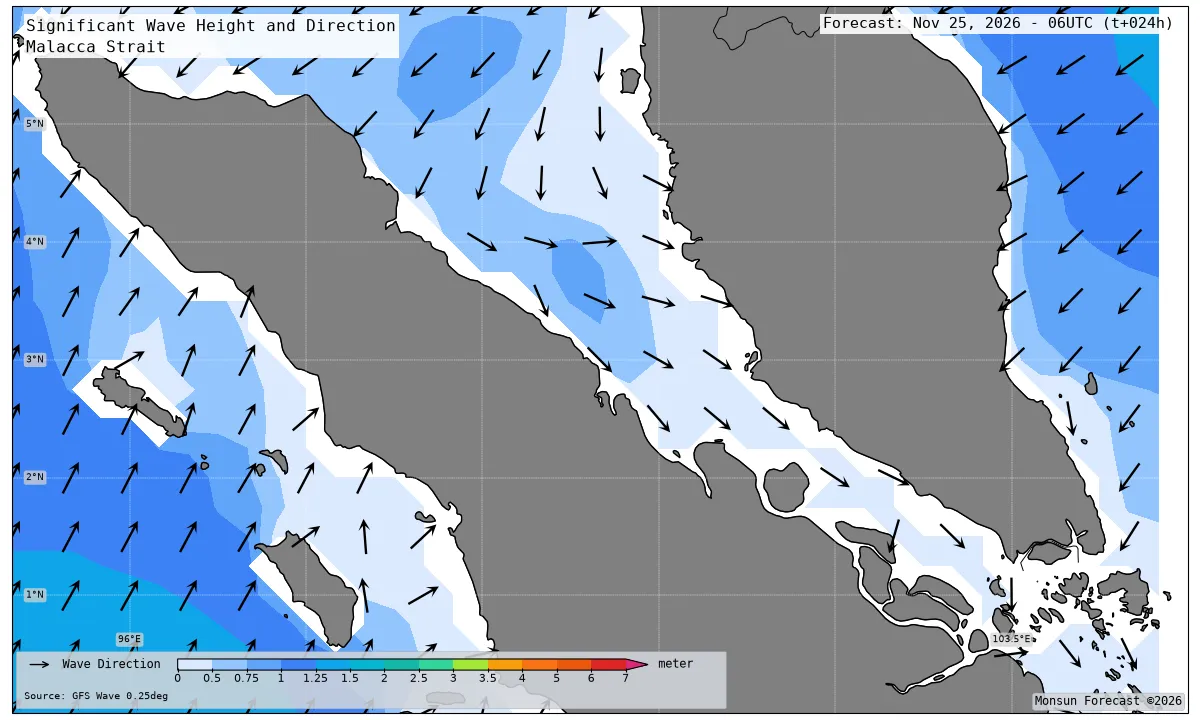 Significant Wave Height and Direction
Malacca Strait
Forecast: Nov 25, 2026 - 06UTC (t+024h)
5°N
4°N
3°N
2°N
1°N
96°E
103.5°E
Wave Direction
0 0.5 0.75 1 1.25 1.5 2 2.5 3 3.5 4 5 6 7
meter
Source: GFS Wave 0.25deg
Monsun Forecast ©2026